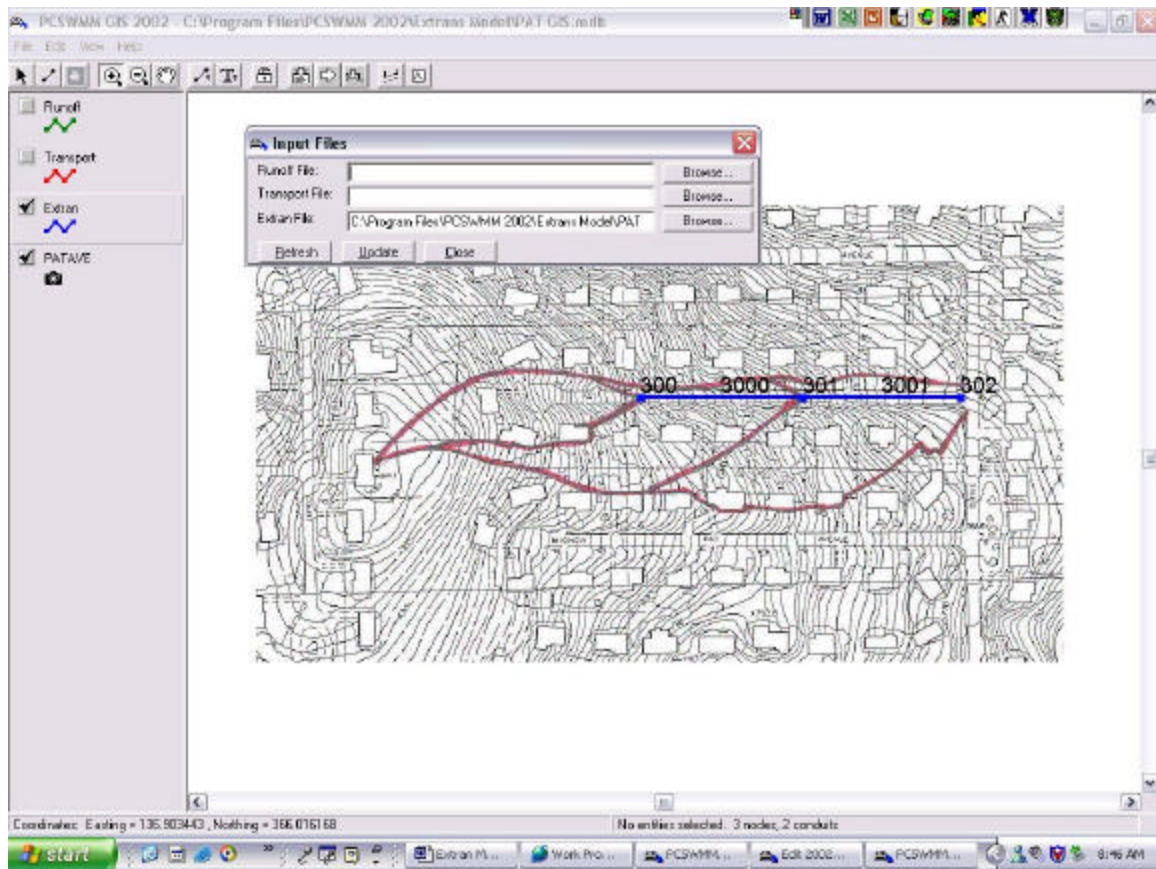 PCSWMM GIS 2002 - C:\Program Files\PCSWMM 2002\Extrans Model\PAT GIS.mdb
File Edit View Help
Runoff
Transport
Extran
PATAVE
Input Files
Runoff File:
Browse...
Transport File:
Browse...
Extran File:
C:\Program Files\PCSWMM 2002\Extrans Model\PAT
Browse...
Refresh
Update
Close
AVENUE
300 3000 301 3001 302
AVENUE
Coordinates: Easting = 136.903443 , Northing = 366.016168
No entities selected. 3 nodes, 2 conduits
start
Extran M...
Work Pro...
PCSWMM...
Edit 2002...
PCSWMM...
8:46 AM